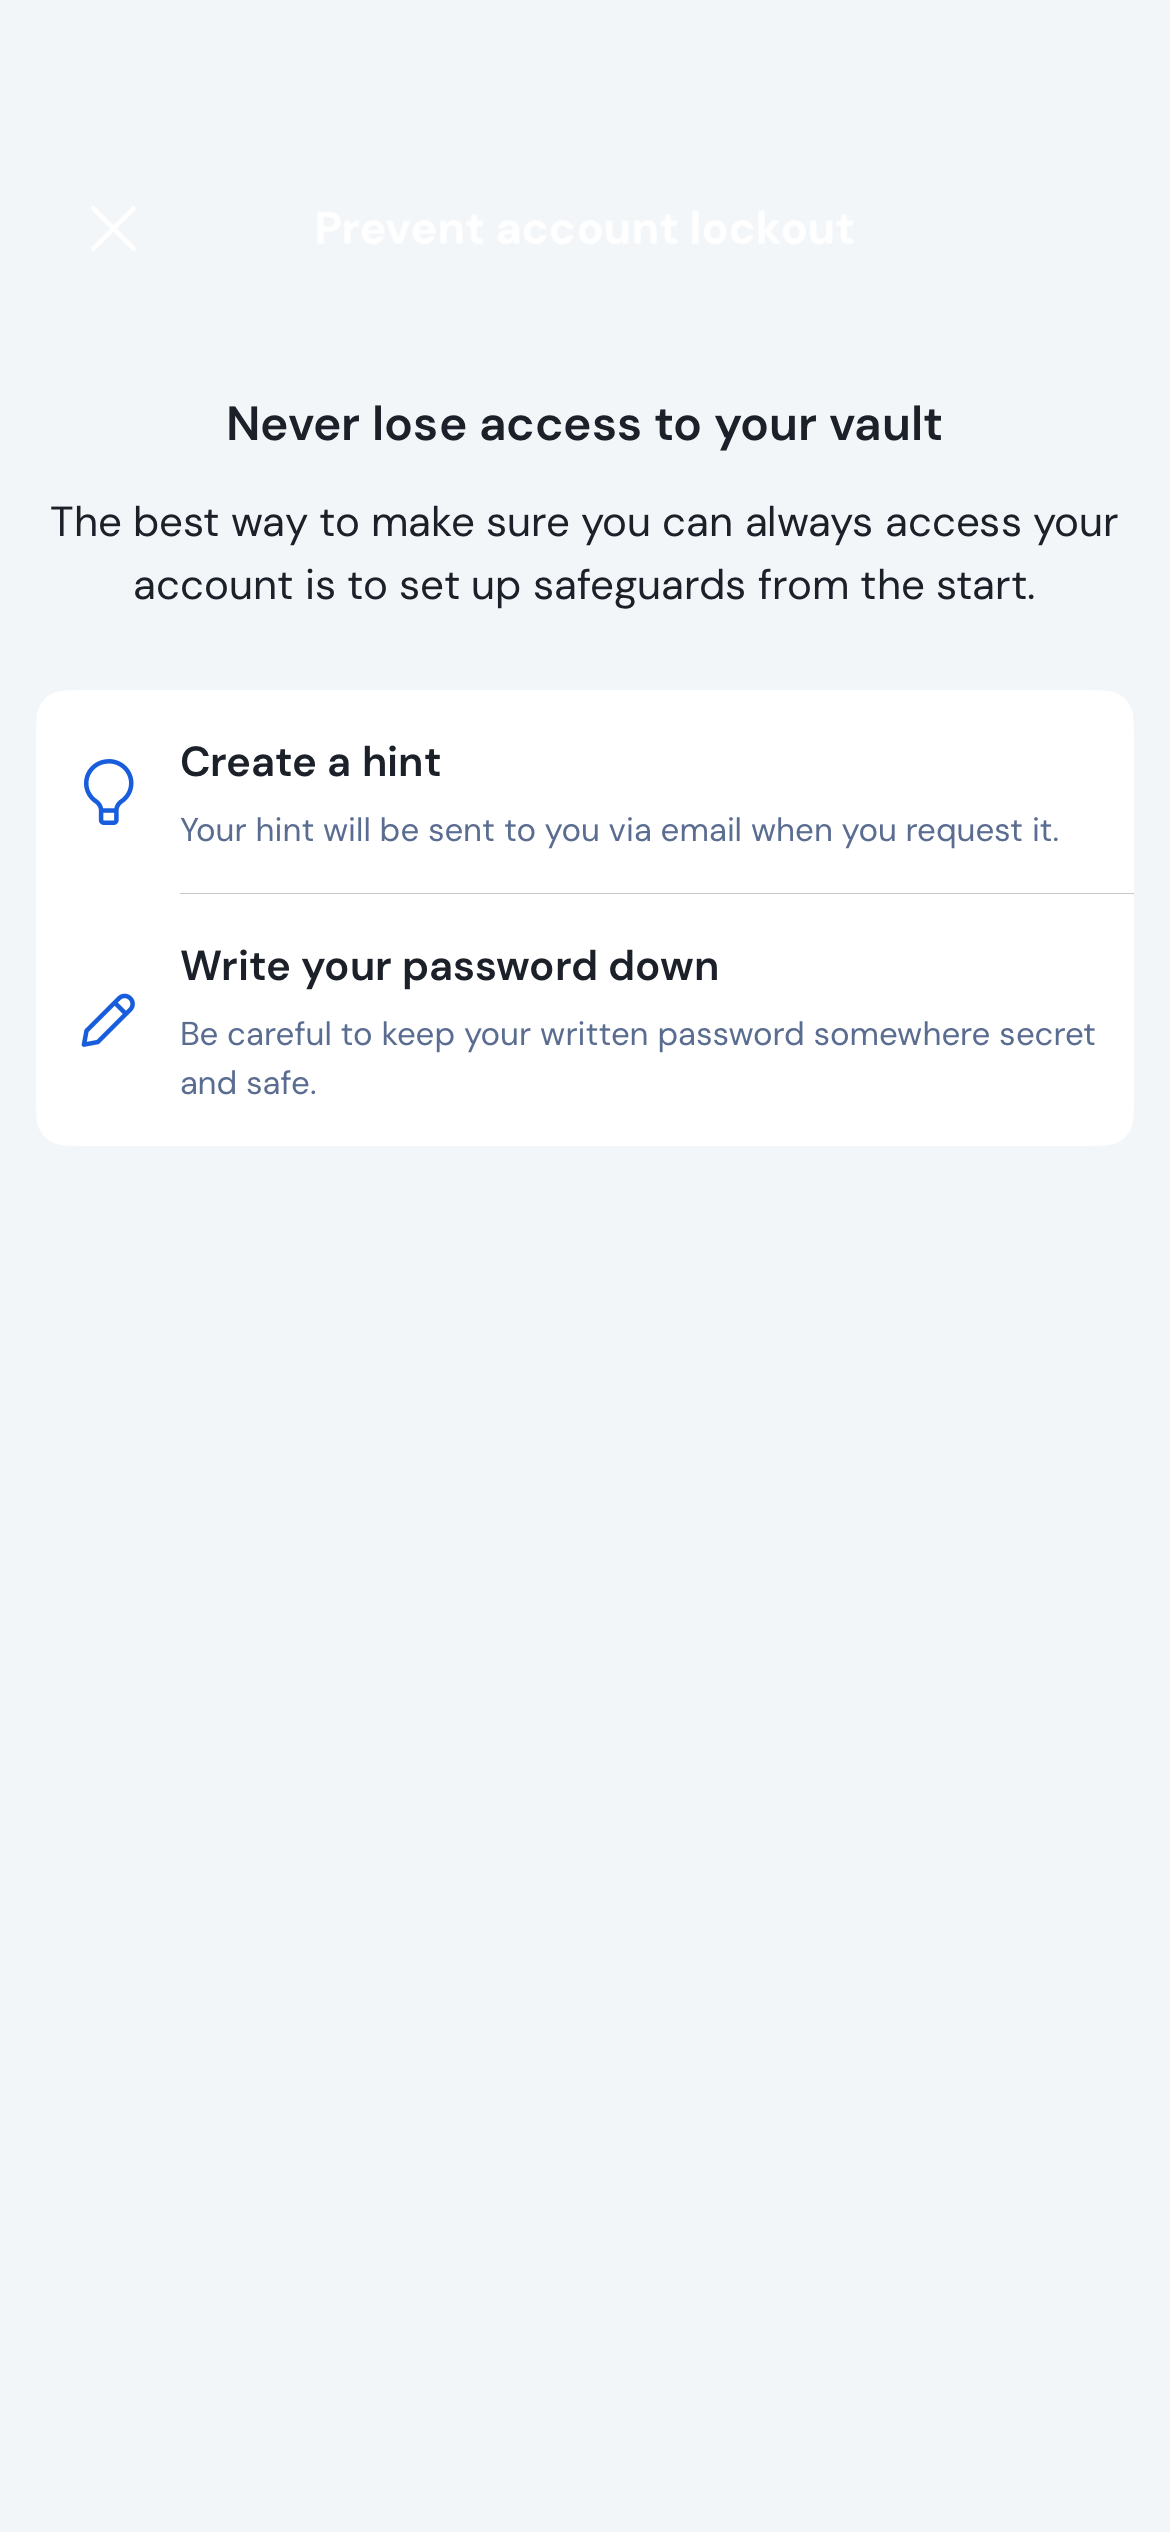 Prevent account lockout
Never lose access to your vault
The best way to make sure you can always access your
account is to set up safeguards from the start.
Create a hint
Your hint will be sent to you via email when you request it.
Write your password down
Be careful to keep your written password somewhere secret
and safe.